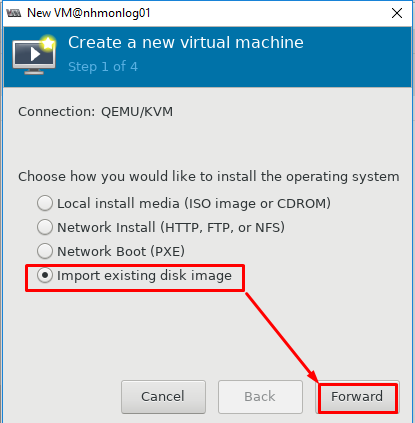 New VM@nhmonlog01
Create a new virtual machine
Step 1 of 4
Connection: QEMU/KVM
Choose how you would like to install the operating system
Local install media (ISO image or CDROM)
Network Install (HTTP, FTP, or NFS)
Network Boot (PXE)
Import existing disk image
Cancel
Back
Forward